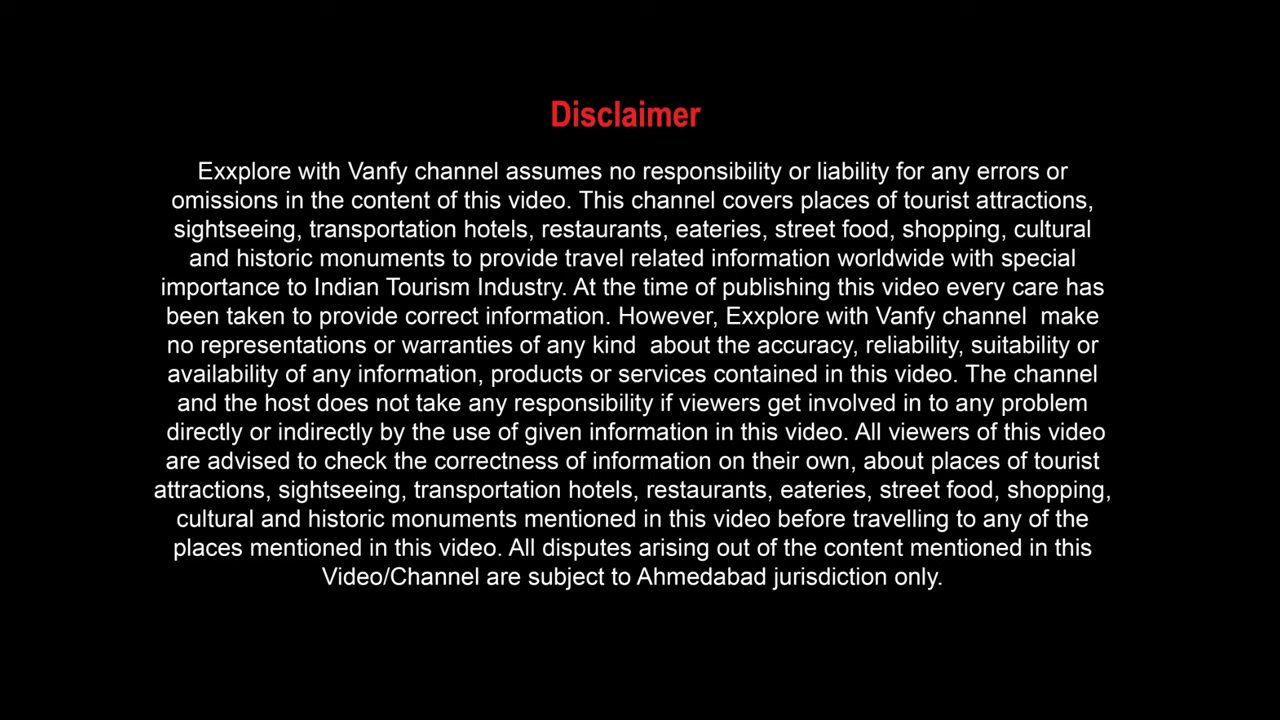 Disclaimer
Exxplore with Vanfy channel assumes no responsibility or liability for any errors or
omissions in the content of this video. This channel covers places of tourist attractions,
sightseeing, transportation hotels, restaurants, eateries, street food, shopping, cultural
and historic monuments to provide travel related information worldwide with special
importance to Indian Tourism Industry. At the time of publishing this video every care has
been taken to provide correct information. However, Exxplore with Vanfy channel  make
no representations or warranties of any kind  about the accuracy, reliability, suitability or
availability of any information, products or services contained in this video. The channel
and the host does not take any responsibility if viewers get involved in to any problem
directly or indirectly by the use of given information in this video. All viewers of this video
are advised to check the correctness of information on their own, about places of tourist
attractions, sightseeing, transportation hotels, restaurants, eateries, street food, shopping,
cultural and historic monuments mentioned in this video before travelling to any of the
places mentioned in this video. All disputes arising out of the content mentioned in this
Video/Channel are subject to Ahmedabad jurisdiction only.